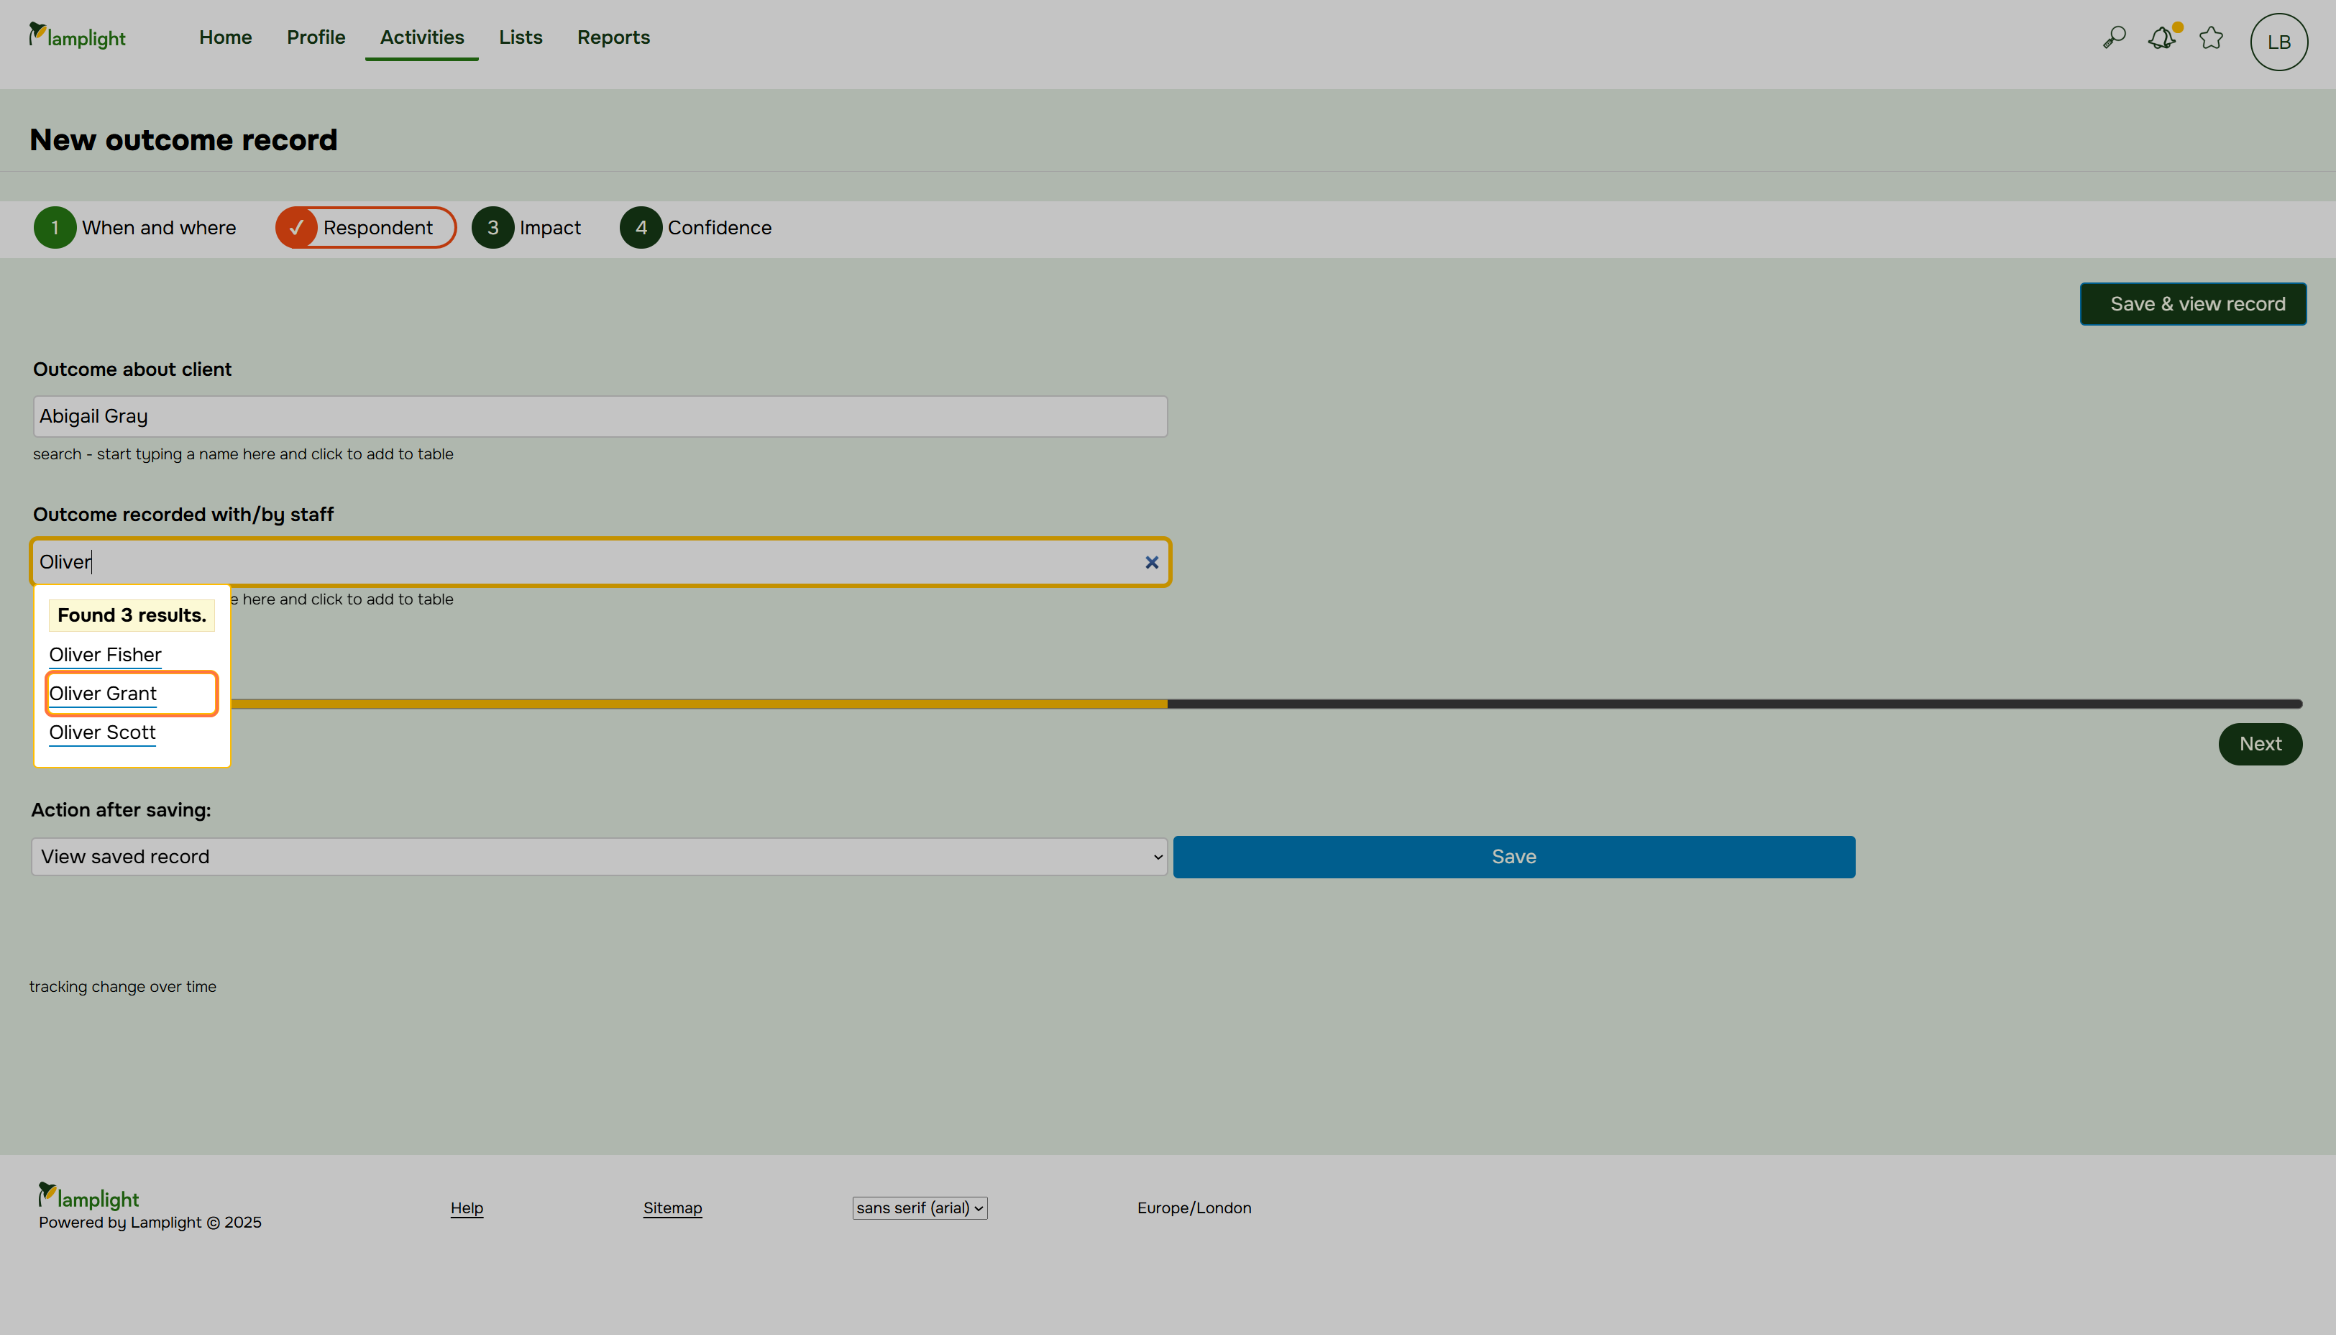 lamplight
Home Profile Activities Lists Reports
LB
New outcome record
1 When and where ✓ Respondent 3 Impact 4 Confidence
Save & view record
Outcome about client
Abigail Gray
search - start typing a name here and click to add to table
Outcome recorded with/by staff
Oliver
e here and click to add to table
Found 3 results.
Oliver Fisher
Oliver Grant
Oliver Scott
Next
Action after saving:
View saved record
Save
tracking change over time
lamplight
Powered by Lamplight © 2025
Help
Sitemap
sans serif (arial)
Europe/London